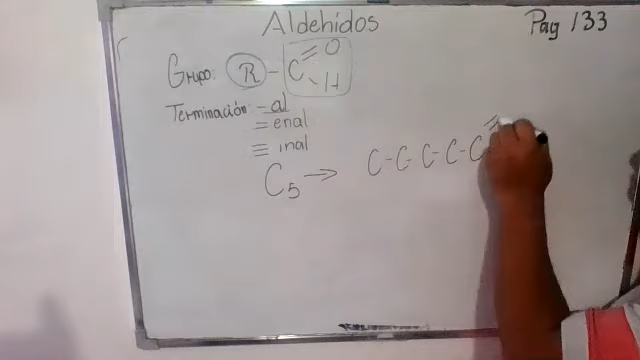 Aldehidos
Pag 133
Grupo: R - C = O - H
Terminación: - al
= enal
≡ inal
C5 → C - C - C - C - C =